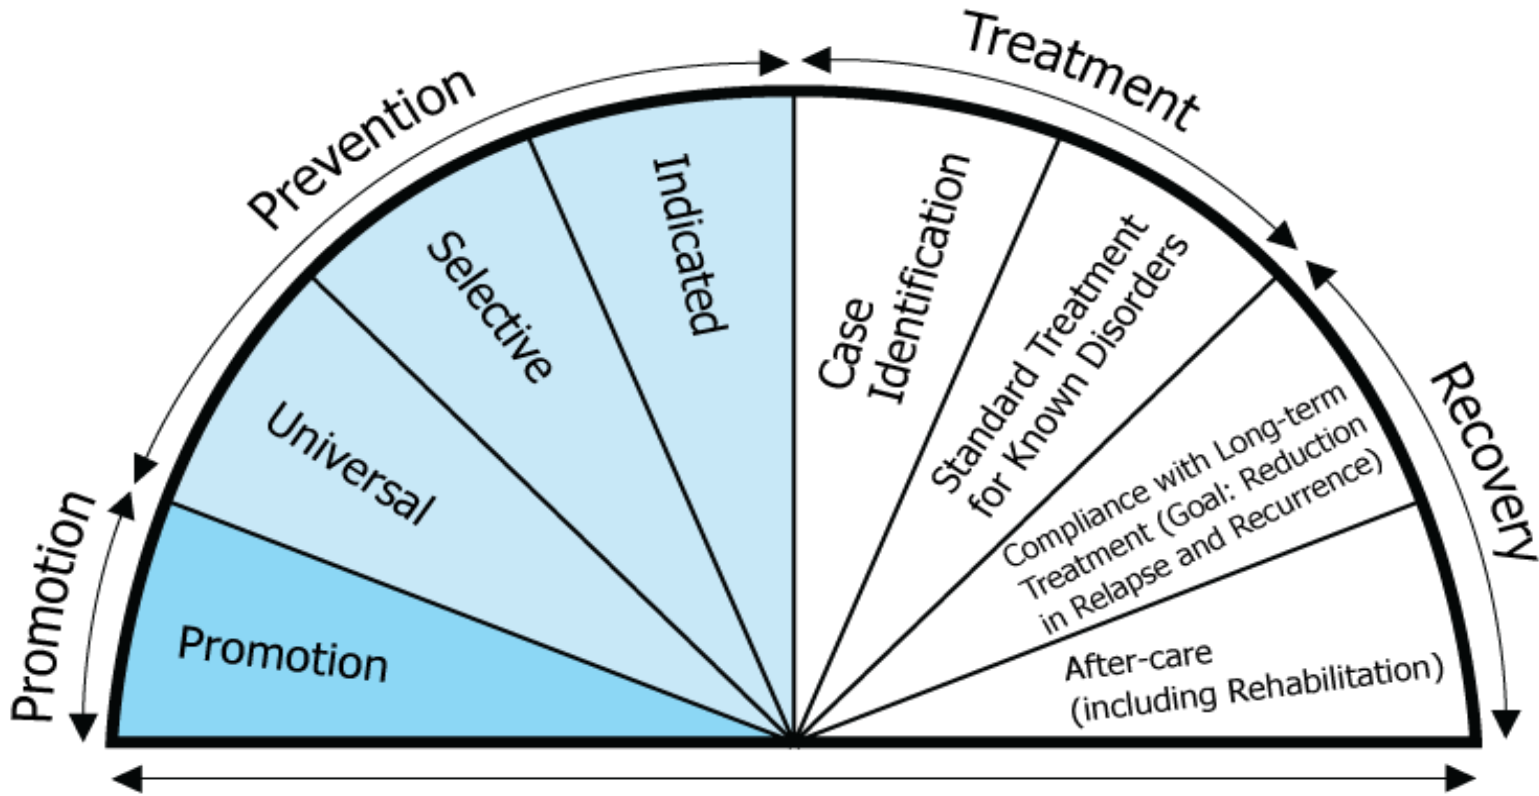 Promotion
Prevention
Treatment
Recovery
Promotion
Universal
Selective
Indicated
Case
Identification
Standard Treatment
for Known Disorders
Compliance with Long-term
Treatment (Goal: Reduction
in Relapse and Recurrence)
After-care
(including Rehabilitation)